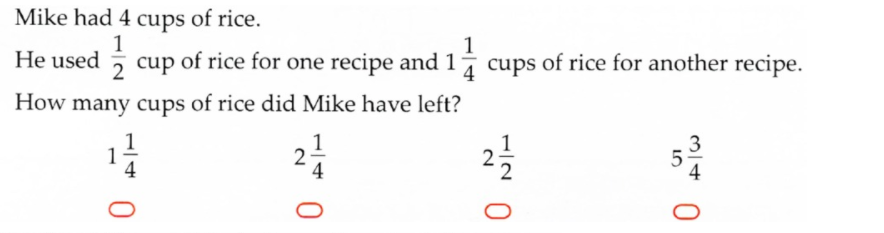 Mike had 4 cups of rice.
He used 1/2 cup of rice for one recipe and 1 1/4 cups of rice for another recipe.
How many cups of rice did Mike have left?
1 1/4 2 1/4 2 1/2 5 3/4